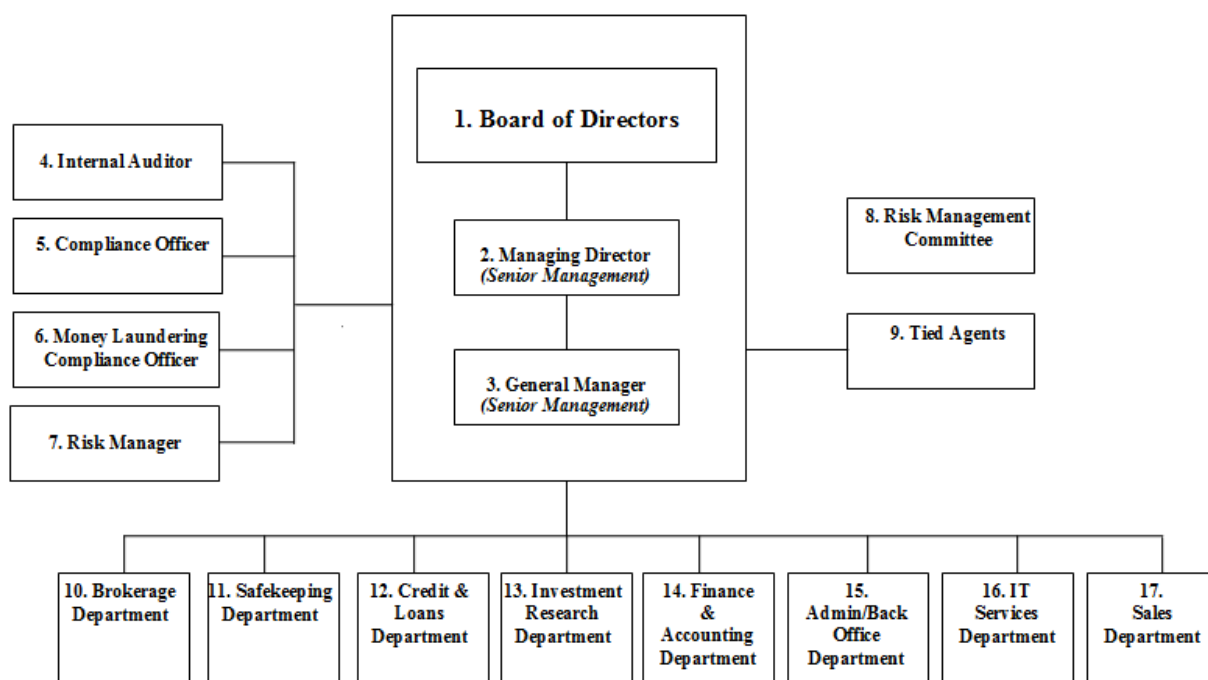 1. Board of Directors
2. Managing Director
(Senior Management)
3. General Manager
(Senior Management)
4. Internal Auditor
5. Compliance Officer
6. Money Laundering
Compliance Officer
7. Risk Manager
8. Risk Management
Committee
9. Tied Agents
10. Brokerage
Department
11. Safekeeping
Department
12. Credit &
Loans
Department
13. Investment
Research
Department
14. Finance
&
Accounting
Department
15.
Admin/Back
Office
Department
16. IT
Services
Department
17.
Sales
Department